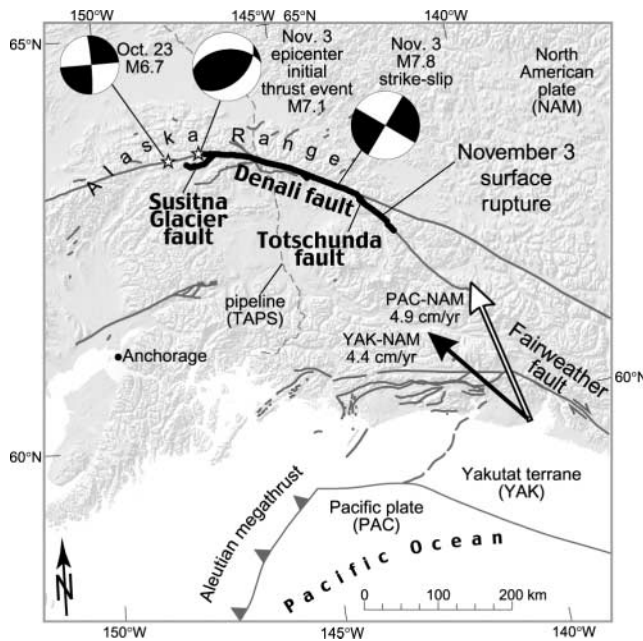 150°W
145°W
65°N
140°W
65°N
Oct. 23
M6.7
Nov. 3
epicenter
initial
thrust event
M7.1
Nov. 3
M7.8
strike-slip
North
American
plate
(NAM)
Alaska Range
November 3
surface
rupture
Denali fault
Susitna
Glacier
fault
Totschunda
fault
pipeline
(TAPS)
PAC-NAM
4.9 cm/yr
YAK-NAM
4.4 cm/yr
Fairweather
fault
Anchorage
60°N
60°N
Yakutat terrane
(YAK)
Aleutian megathrust
Pacific plate
(PAC)
Pacific Ocean
N
0 100 200 km
150°W
145°W
140°W